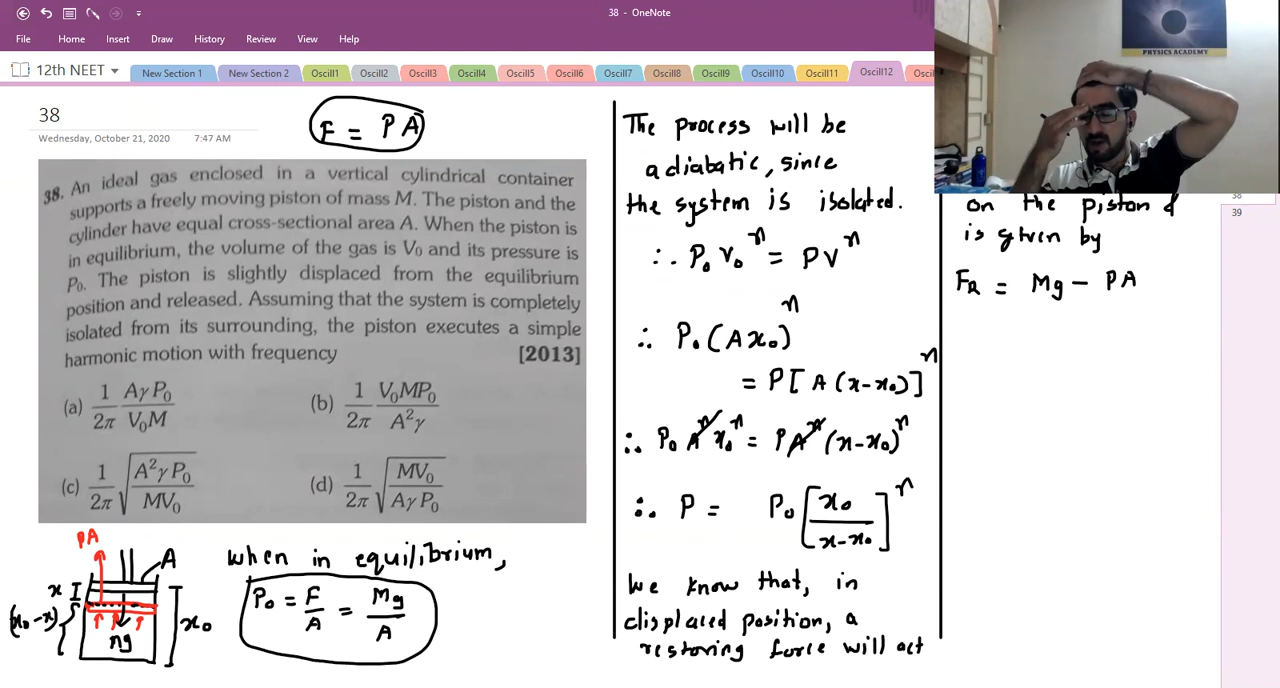 38 - OneNote
File Home Insert Draw History Review View Help
12th NEET New Section 1 New Section 2 Oscill1 Oscill2 Oscill3 Oscill4 Oscill5 Oscill6 Oscill7 Oscill8 Oscill9 Oscill10 Oscill11 Oscill12 Oscil
PHYSICS ACADEMY
38
Wednesday, October 21, 2020 7:47 AM
F = PA
38. An ideal gas enclosed in a vertical cylindrical container
supports a freely moving piston of mass M. The piston and the
cylinder have equal cross-sectional area A. When the piston is
in equilibrium, the volume of the gas is V₀ and its pressure is
P₀. The piston is slightly displaced from the equilibrium
position and released. Assuming that the system is completely
isolated from its surrounding, the piston executes a simple
harmonic motion with frequency [2013]
(a) 1/2π AγP₀/V₀M (b) 1/2π V₀MP₀/A²γ
(c) 1/2π √(A²γP₀/MV₀) (d) 1/2π √(MV₀/AγP₀)
PA
A
x
(x₀-x)
x₀
mg
when in equilibrium,
P₀ = F/A = Mg/A
The process will be
adiabatic, since
the system is isolated.
∴ P₀V₀^γ = PV^γ
∴ P₀(Ax₀)^γ
= P[A(x-x₀)]^γ
∴ P₀A^γx₀^γ = PA^γ(x-x₀)^γ
∴ P = P₀[x₀/x-x₀]^γ
We know that, in
displaced position, a
restoring force will act
on the piston &
is given by
F_R = Mg - PA
38
39